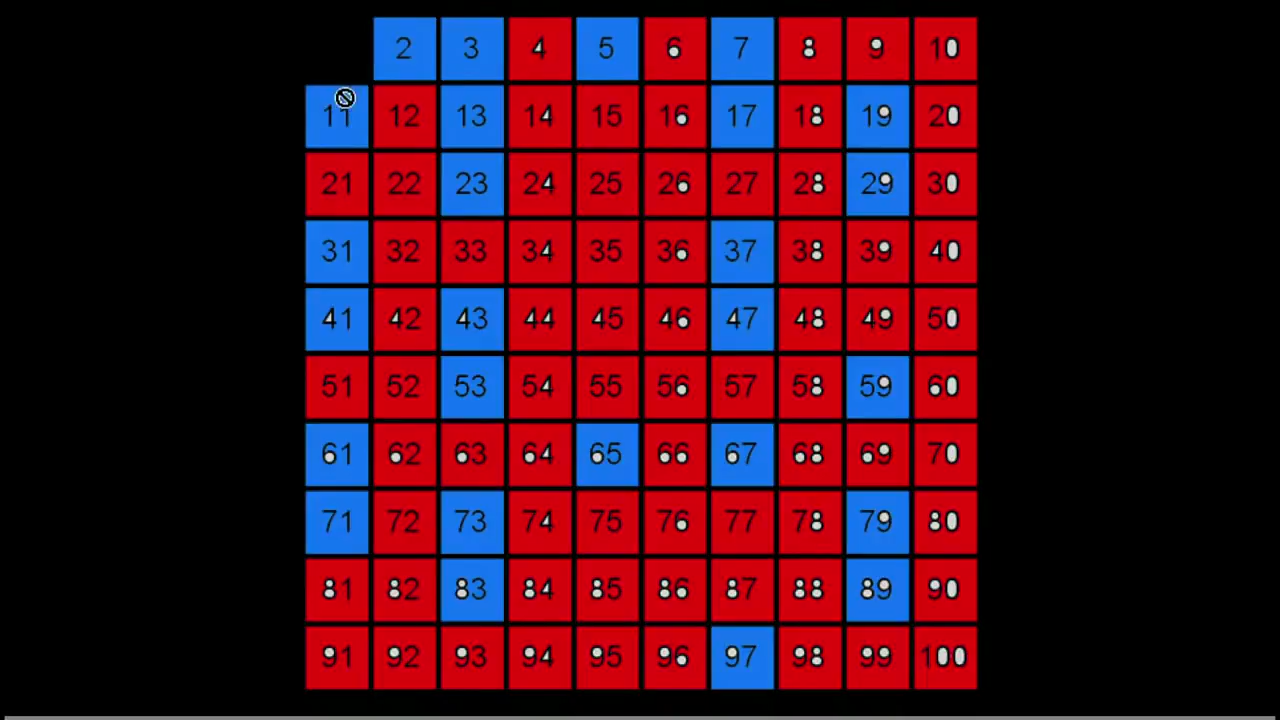 2 3 4 5 6 7 8 9 10
11 12 13 14 15 16 17 18 19 20
21 22 23 24 25 26 27 28 29 30
31 32 33 34 35 36 37 38 39 40
41 42 43 44 45 46 47 48 49 50
51 52 53 54 55 56 57 58 59 60
61 62 63 64 65 66 67 68 69 70
71 72 73 74 75 76 77 78 79 80
81 82 83 84 85 86 87 88 89 90
91 92 93 94 95 96 97 98 99 100